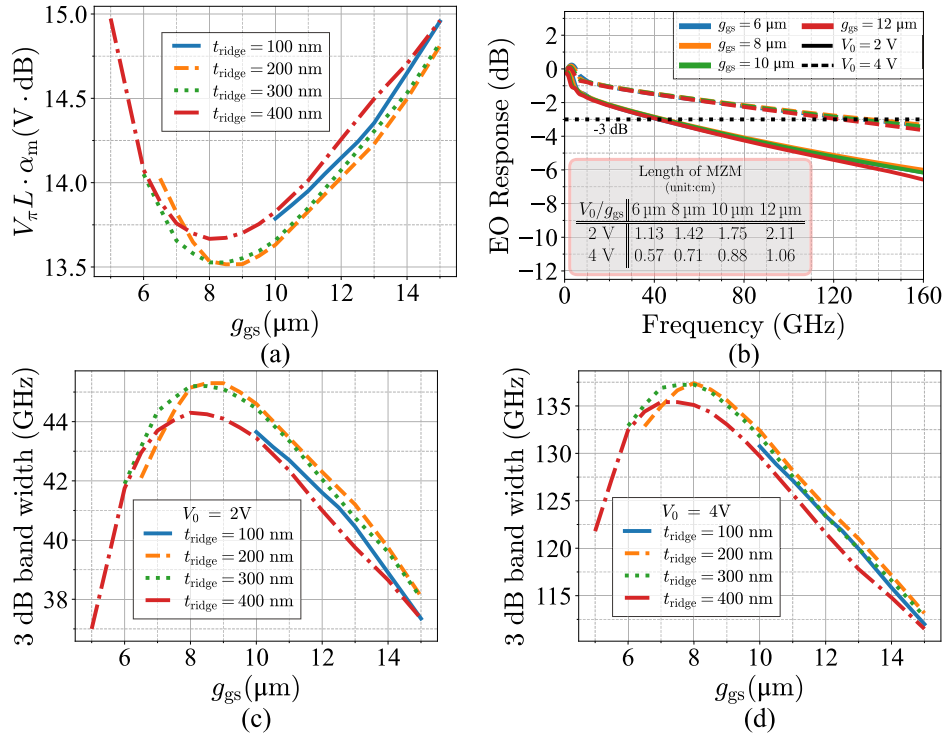 15.0
14.5
14.0
13.5
V_πL · α_m (V · dB)
t_ridge = 100 nm
t_ridge = 200 nm
t_ridge = 300 nm
t_ridge = 400 nm
6 8 10 12 14
g_gs(μm)
(a)
EO Response (dB)
4
2
0
−2
−4
−6
−8
−10
−12
g_gs = 6 μm g_gs = 12 μm
g_gs = 8 μm V_0 = 2 V
g_gs = 10 μm V_0 = 4 V
-3 dB
Length of MZM
(unit:cm)
V_0/g_gs 6 μm 8 μm 10 μm 12 μm
2 V 1.13 1.42 1.75 2.11
4 V 0.57 0.71 0.88 1.06
0 40 80 120 160
Frequency (GHz)
(b)
3 dB band width (GHz)
44
42
40
38
V_0 = 2V
t_ridge = 100 nm
t_ridge = 200 nm
t_ridge = 300 nm
t_ridge = 400 nm
6 8 10 12 14
g_gs(μm)
(c)
3 dB band width (GHz)
135
130
125
120
115
V_0 = 4V
t_ridge = 100 nm
t_ridge = 200 nm
t_ridge = 300 nm
t_ridge = 400 nm
6 8 10 12 14
g_gs(μm)
(d)